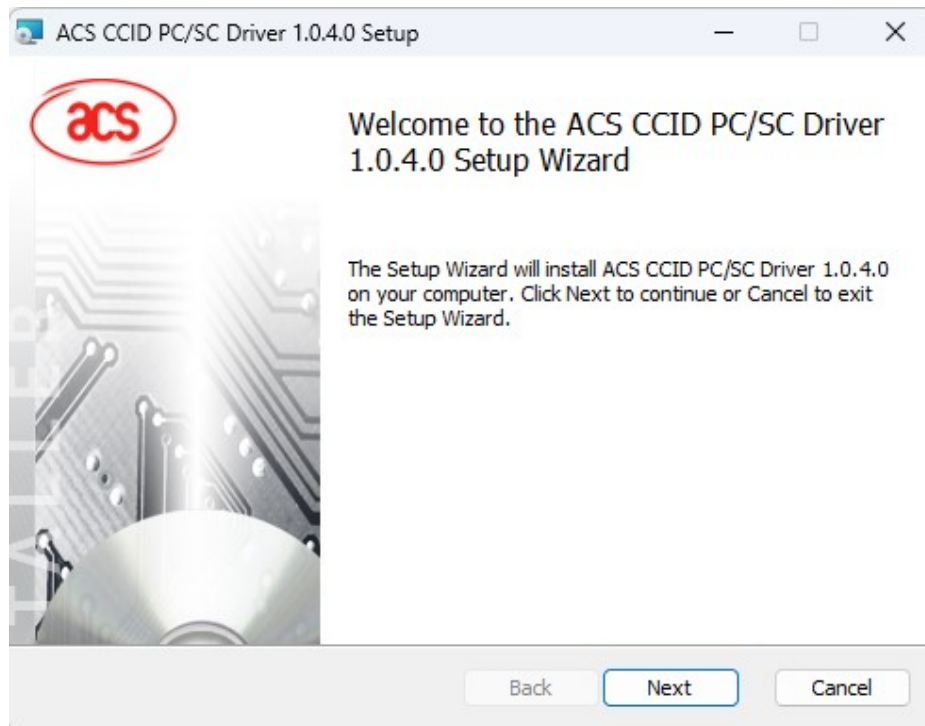 ACS CCID PC/SC Driver 1.0.4.0 Setup
acs
Welcome to the ACS CCID PC/SC Driver
1.0.4.0 Setup Wizard
The Setup Wizard will install ACS CCID PC/SC Driver 1.0.4.0
on your computer. Click Next to continue or Cancel to exit
the Setup Wizard.
TALLER
Back
Next
Cancel